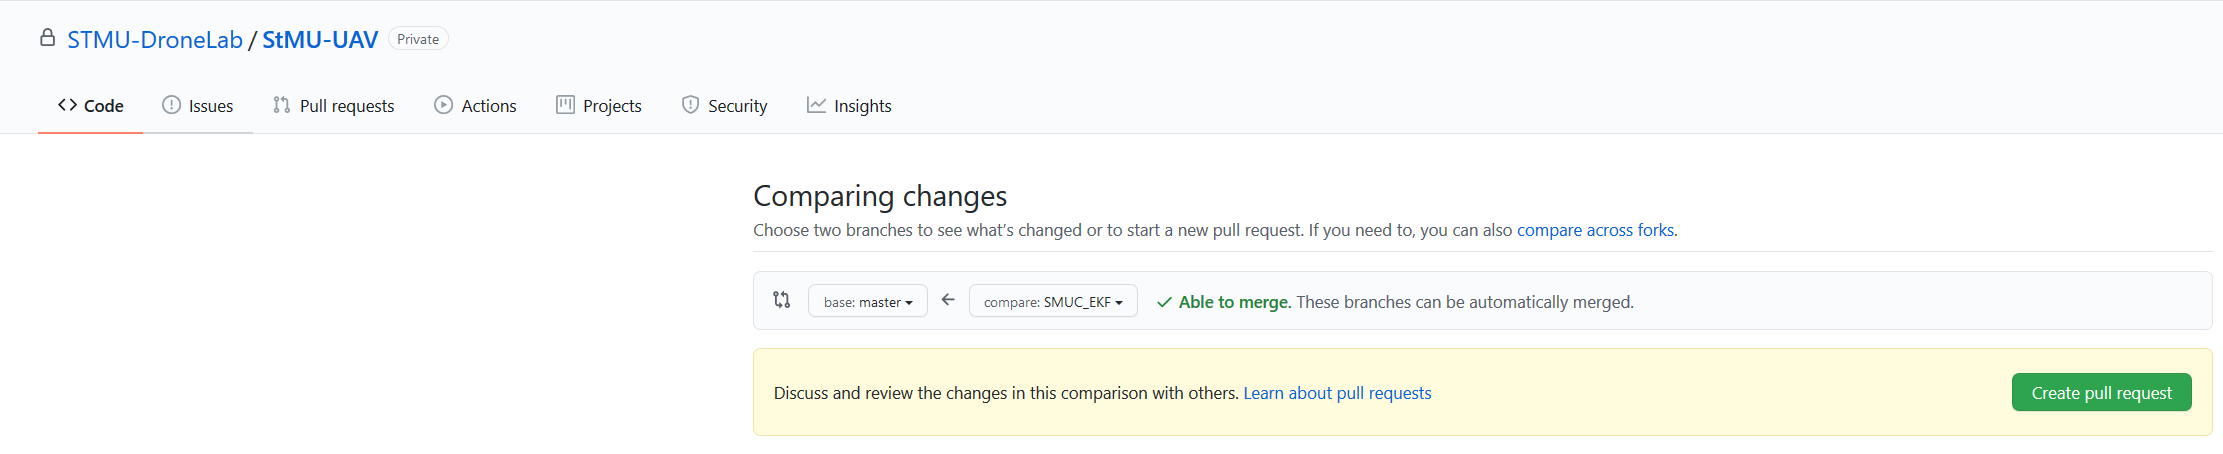 STMU-DroneLab / StMU-UAV Private
Code Issues Pull requests Actions Projects Security Insights
Comparing changes
Choose two branches to see what's changed or to start a new pull request. If you need to, you can also compare across forks.
base: master compare: SMUC_EKF Able to merge. These branches can be automatically merged.
Discuss and review the changes in this comparison with others. Learn about pull requests Create pull request